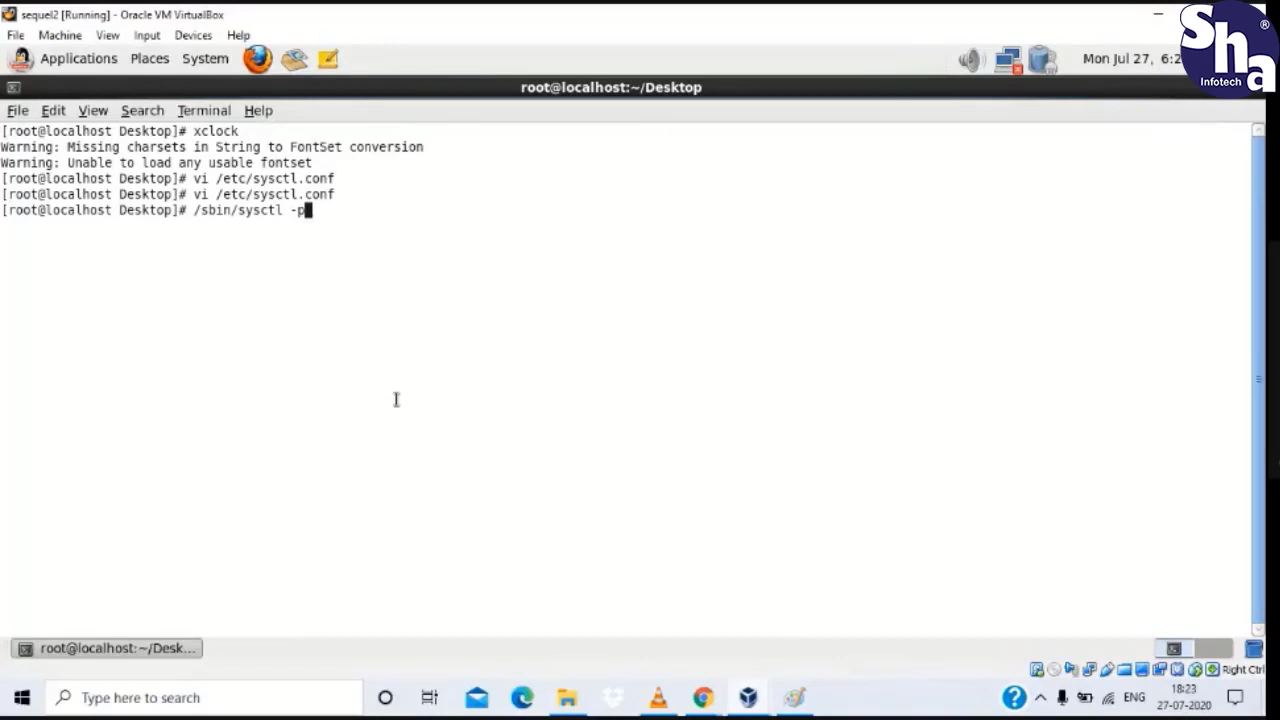 sequel2 [Running] - Oracle VM VirtualBox
File Machine View Input Devices Help
Applications Places System
Mon Jul 27, 6:2
Sha
®
Infotech
root@localhost:~/Desktop
File Edit View Search Terminal Help
[root@localhost Desktop]# xclock
Warning: Missing charsets in String to FontSet conversion
Warning: Unable to load any usable fontset
[root@localhost Desktop]# vi /etc/sysctl.conf
[root@localhost Desktop]# vi /etc/sysctl.conf
[root@localhost Desktop]# /sbin/sysctl -p
root@localhost:~/Desk...
Right Ctrl
Type here to search
ENG
18:23
27-07-2020